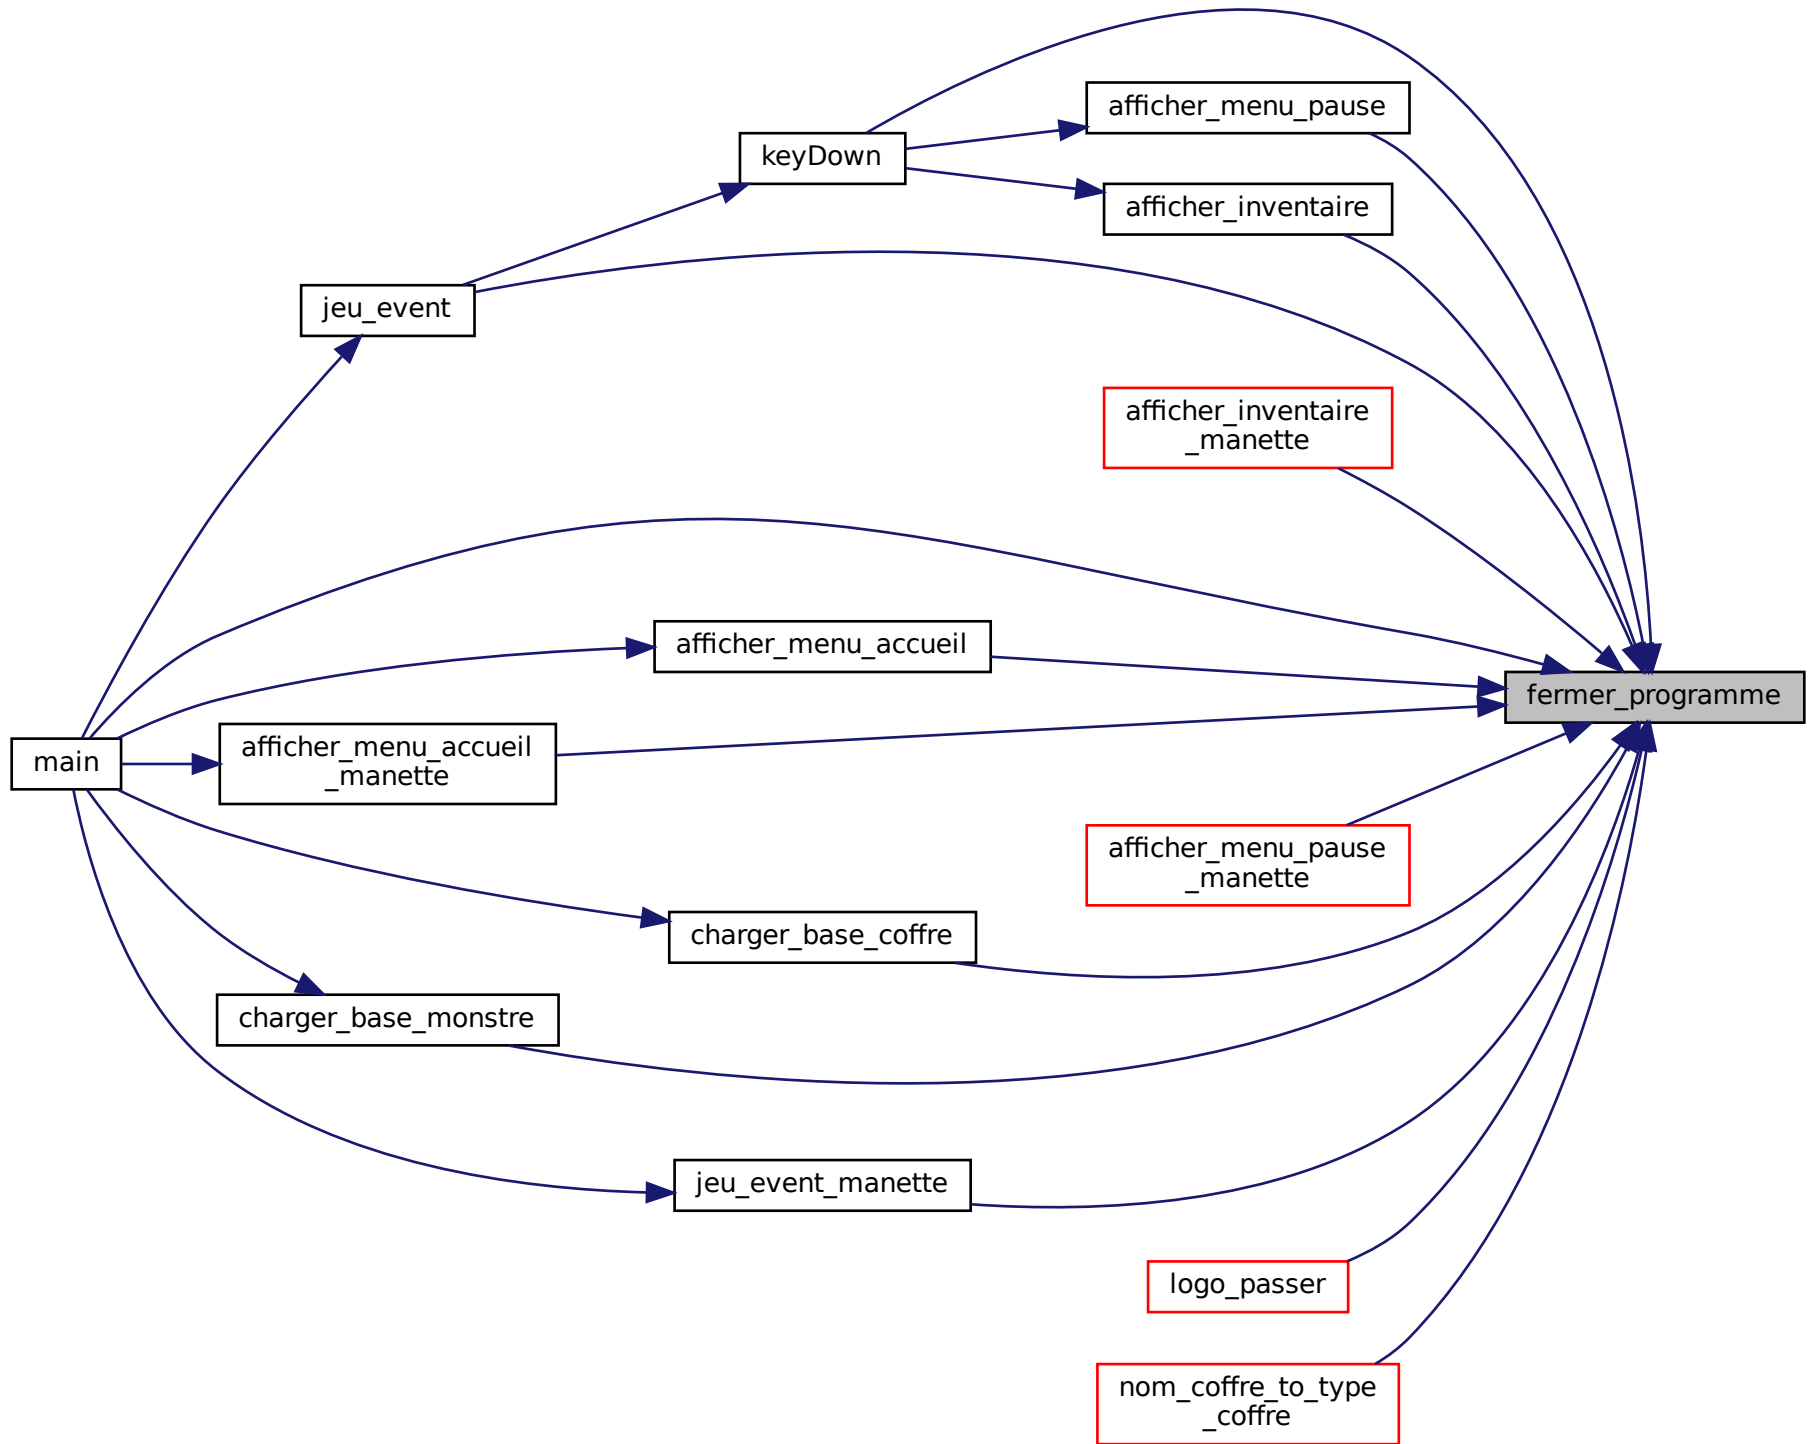 afficher_menu_pause
keyDown
afficher_inventaire
jeu_event
afficher_inventaire
_manette
afficher_menu_accueil
fermer_programme
main
afficher_menu_accueil
_manette
afficher_menu_pause
_manette
charger_base_coffre
charger_base_monstre
jeu_event_manette
logo_passer
nom_coffre_to_type
_coffre